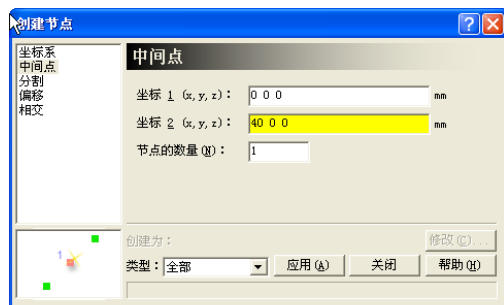 创建节点
坐标系
中间点
分割
偏移
相交
中间点
坐标 1 (x, y, z)： 0 0 0 mm
坐标 2 (x, y, z)： 40 0 0 mm
节点的数量(N)： 1
1
创建为： 修改(C)...
类型：全部 应用(A) 关闭 帮助(H)